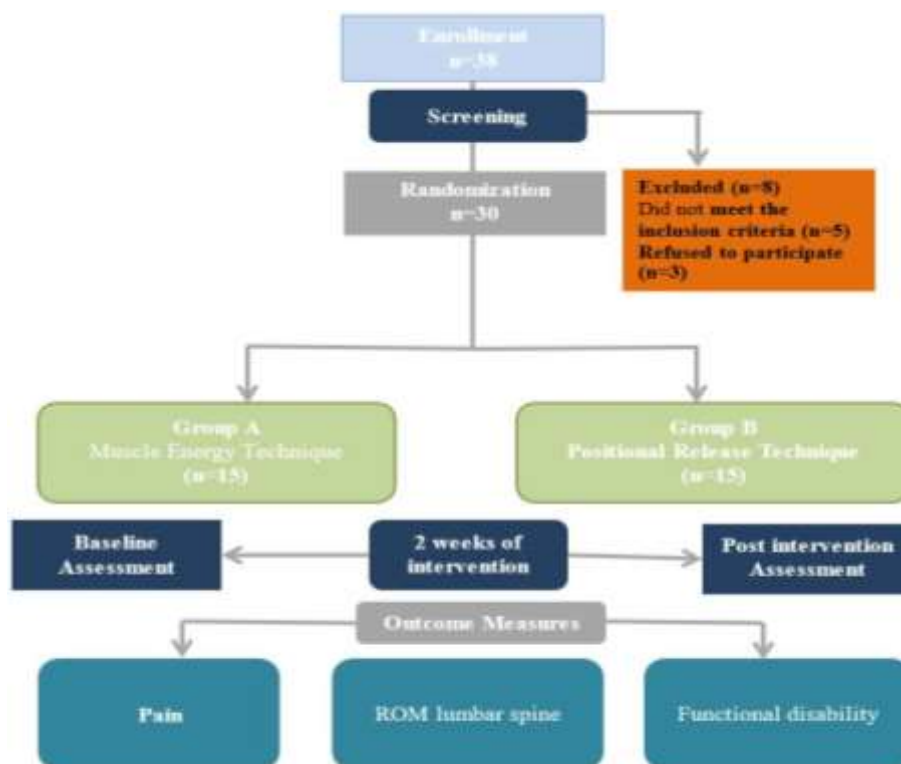 Enrollment
n=38
Screening
Randomization
n=30
Excluded (n=8)
Did not meet the
inclusion criteria (n=5)
Refused to participate
(n=3)
Group A
Muscle Energy Technique
(n=15)
Group B
Positional Release Technique
(n=15)
Baseline
Assessment
2 weeks of
intervention
Post intervention
Assessment
Outcome Measures
Pain
ROM lumbar spine
Functional disability